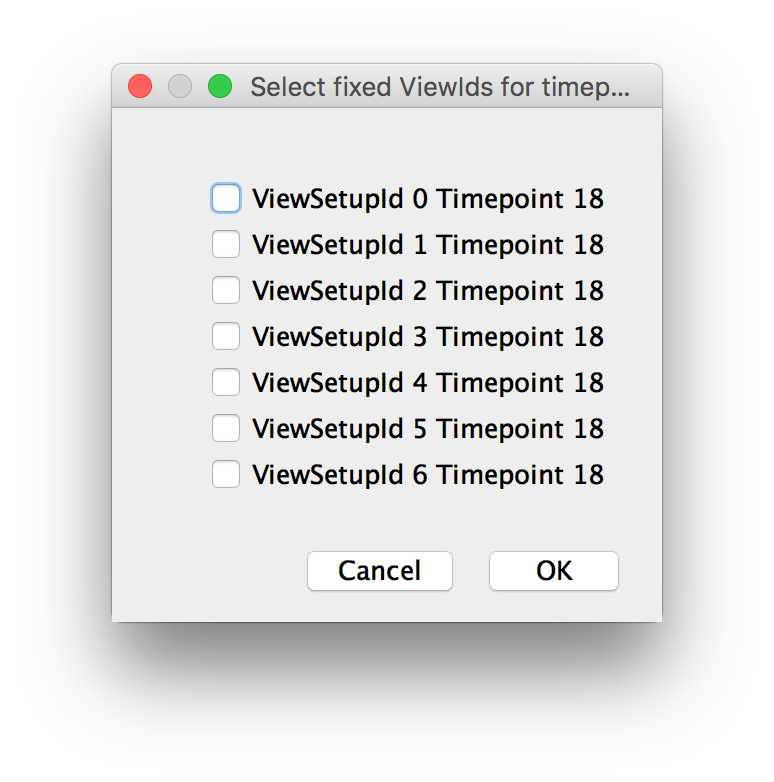 Select fixed ViewIds for timep...
ViewSetupId 0 Timepoint 18
ViewSetupId 1 Timepoint 18
ViewSetupId 2 Timepoint 18
ViewSetupId 3 Timepoint 18
ViewSetupId 4 Timepoint 18
ViewSetupId 5 Timepoint 18
ViewSetupId 6 Timepoint 18
Cancel OK